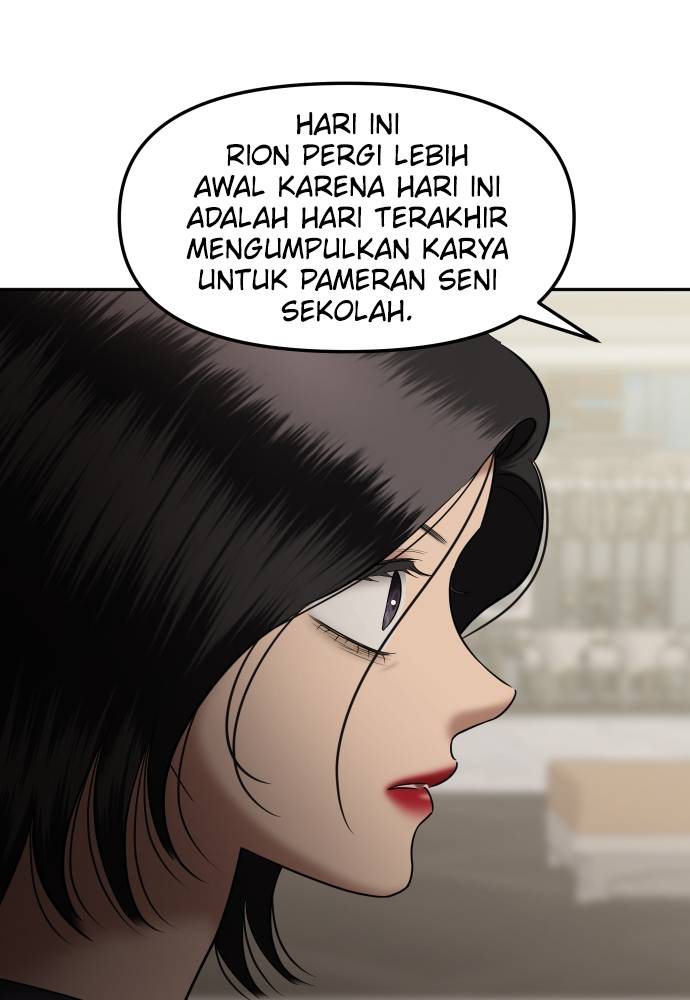 HARI INI
RION PERGI LEBIH
AWAL KARENA HARI INI
ADALAH HARI TERAKHIR
MENGUMPULKAN KARYA
UNTUK PAMERAN SENI
SEKOLAH.